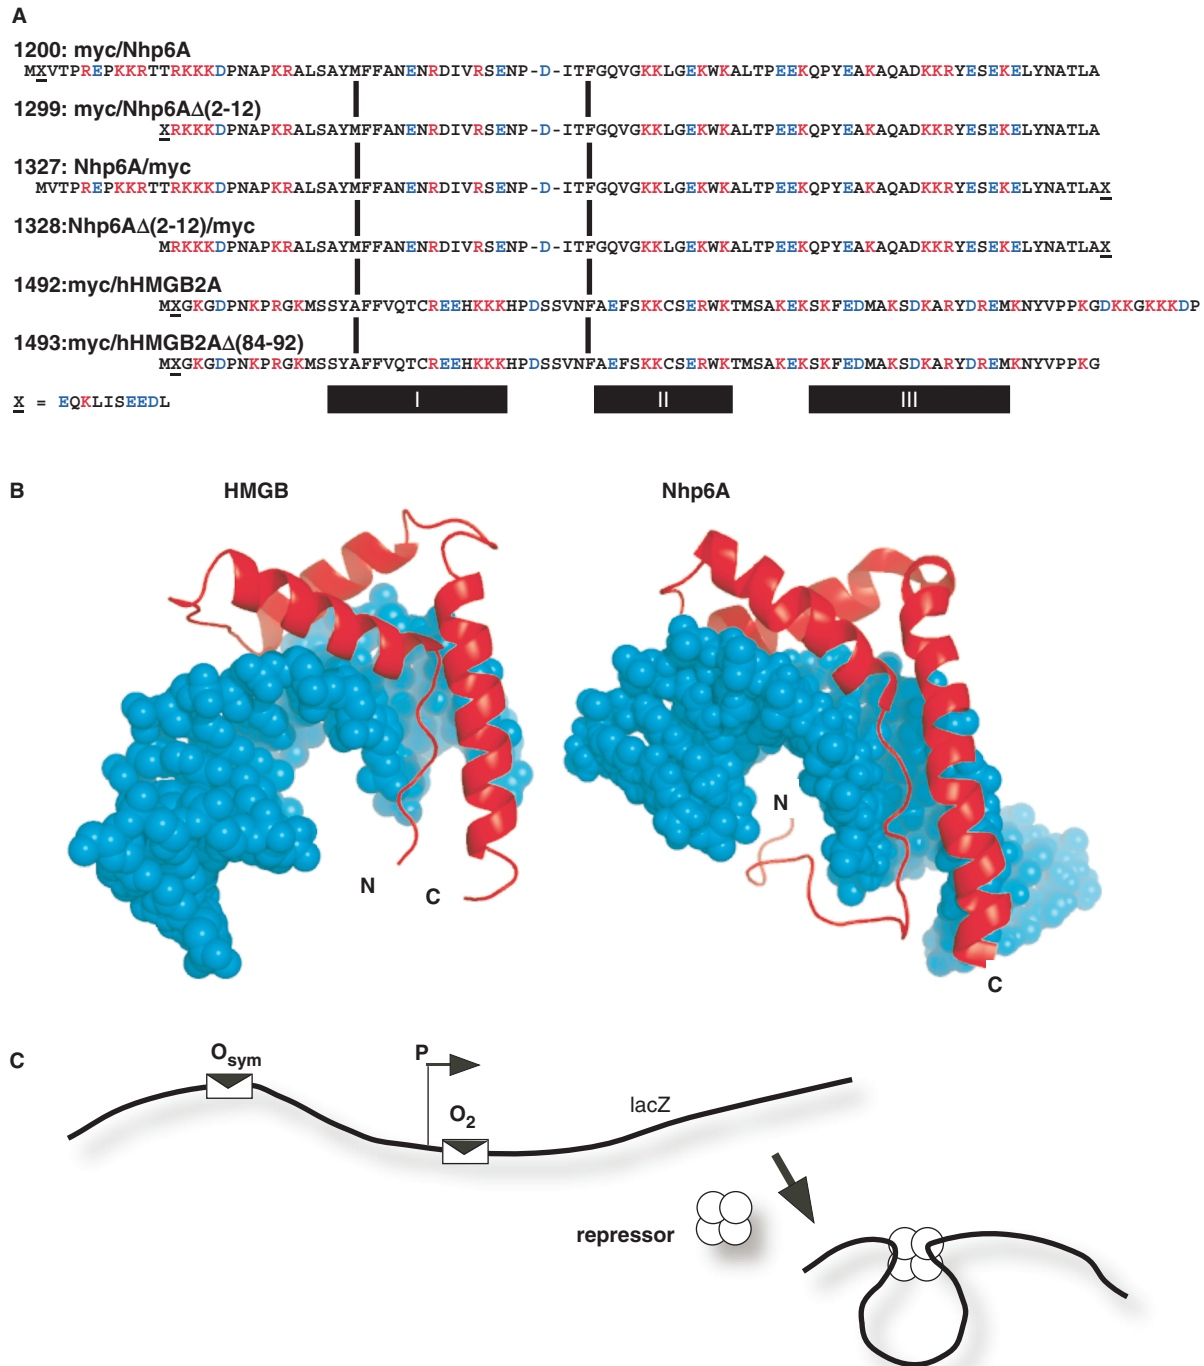 A
1200: myc/Nhp6A
MXVTPREPKKRTTRKKKDPNAPKRALSAYMFFANENRDIVRSENP-D-ITFGQVGKKLGEKWKALTPEEKQPYEAKAQADKKRYESEKELYNATLA
1299: myc/Nhp6AΔ(2-12)
XRKKKDPNAPKRALSAYMFFANENRDIVRSENP-D-ITFGQVGKKLGEKWKALTPEEKQPYEAKAQADKKRYESEKELYNATLA
1327: Nhp6A/myc
MVTPREPKKRTTRKKKDPNAPKRALSAYMFFANENRDIVRSENP-D-ITFGQVGKKLGEKWKALTPEEKQPYEAKAQADKKRYESEKELYNATLAX
1328:Nhp6AΔ(2-12)/myc
MRKKKDPNAPKRALSAYMFFANENRDIVRSENP-D-ITFGQVGKKLGEKWKALTPEEKQPYEAKAQADKKRYESEKELYNATLAX
1492:myc/hHMGB2A
MXGKGDPNKPRGKMSSYAFFVQTCREEHKKKHPDSSVNFAEFSKKCSERWKTMSAKEKSKFEDMAKSDKARYDREMKNYVPPKGDKKGKKKDP
1493:myc/hHMGB2AΔ(84-92)
MXGKGDPNKPRGKMSSYAFFVQTCREEHKKKHPDSSVNFAEFSKKCSERWKTMSAKEKSKFEDMAKSDKARYDREMKNYVPPKG
X = EQKLISEEDL
I II III
B
HMGB Nhp6A
N
N C
C
C
Osym P
O2
lacZ
repressor